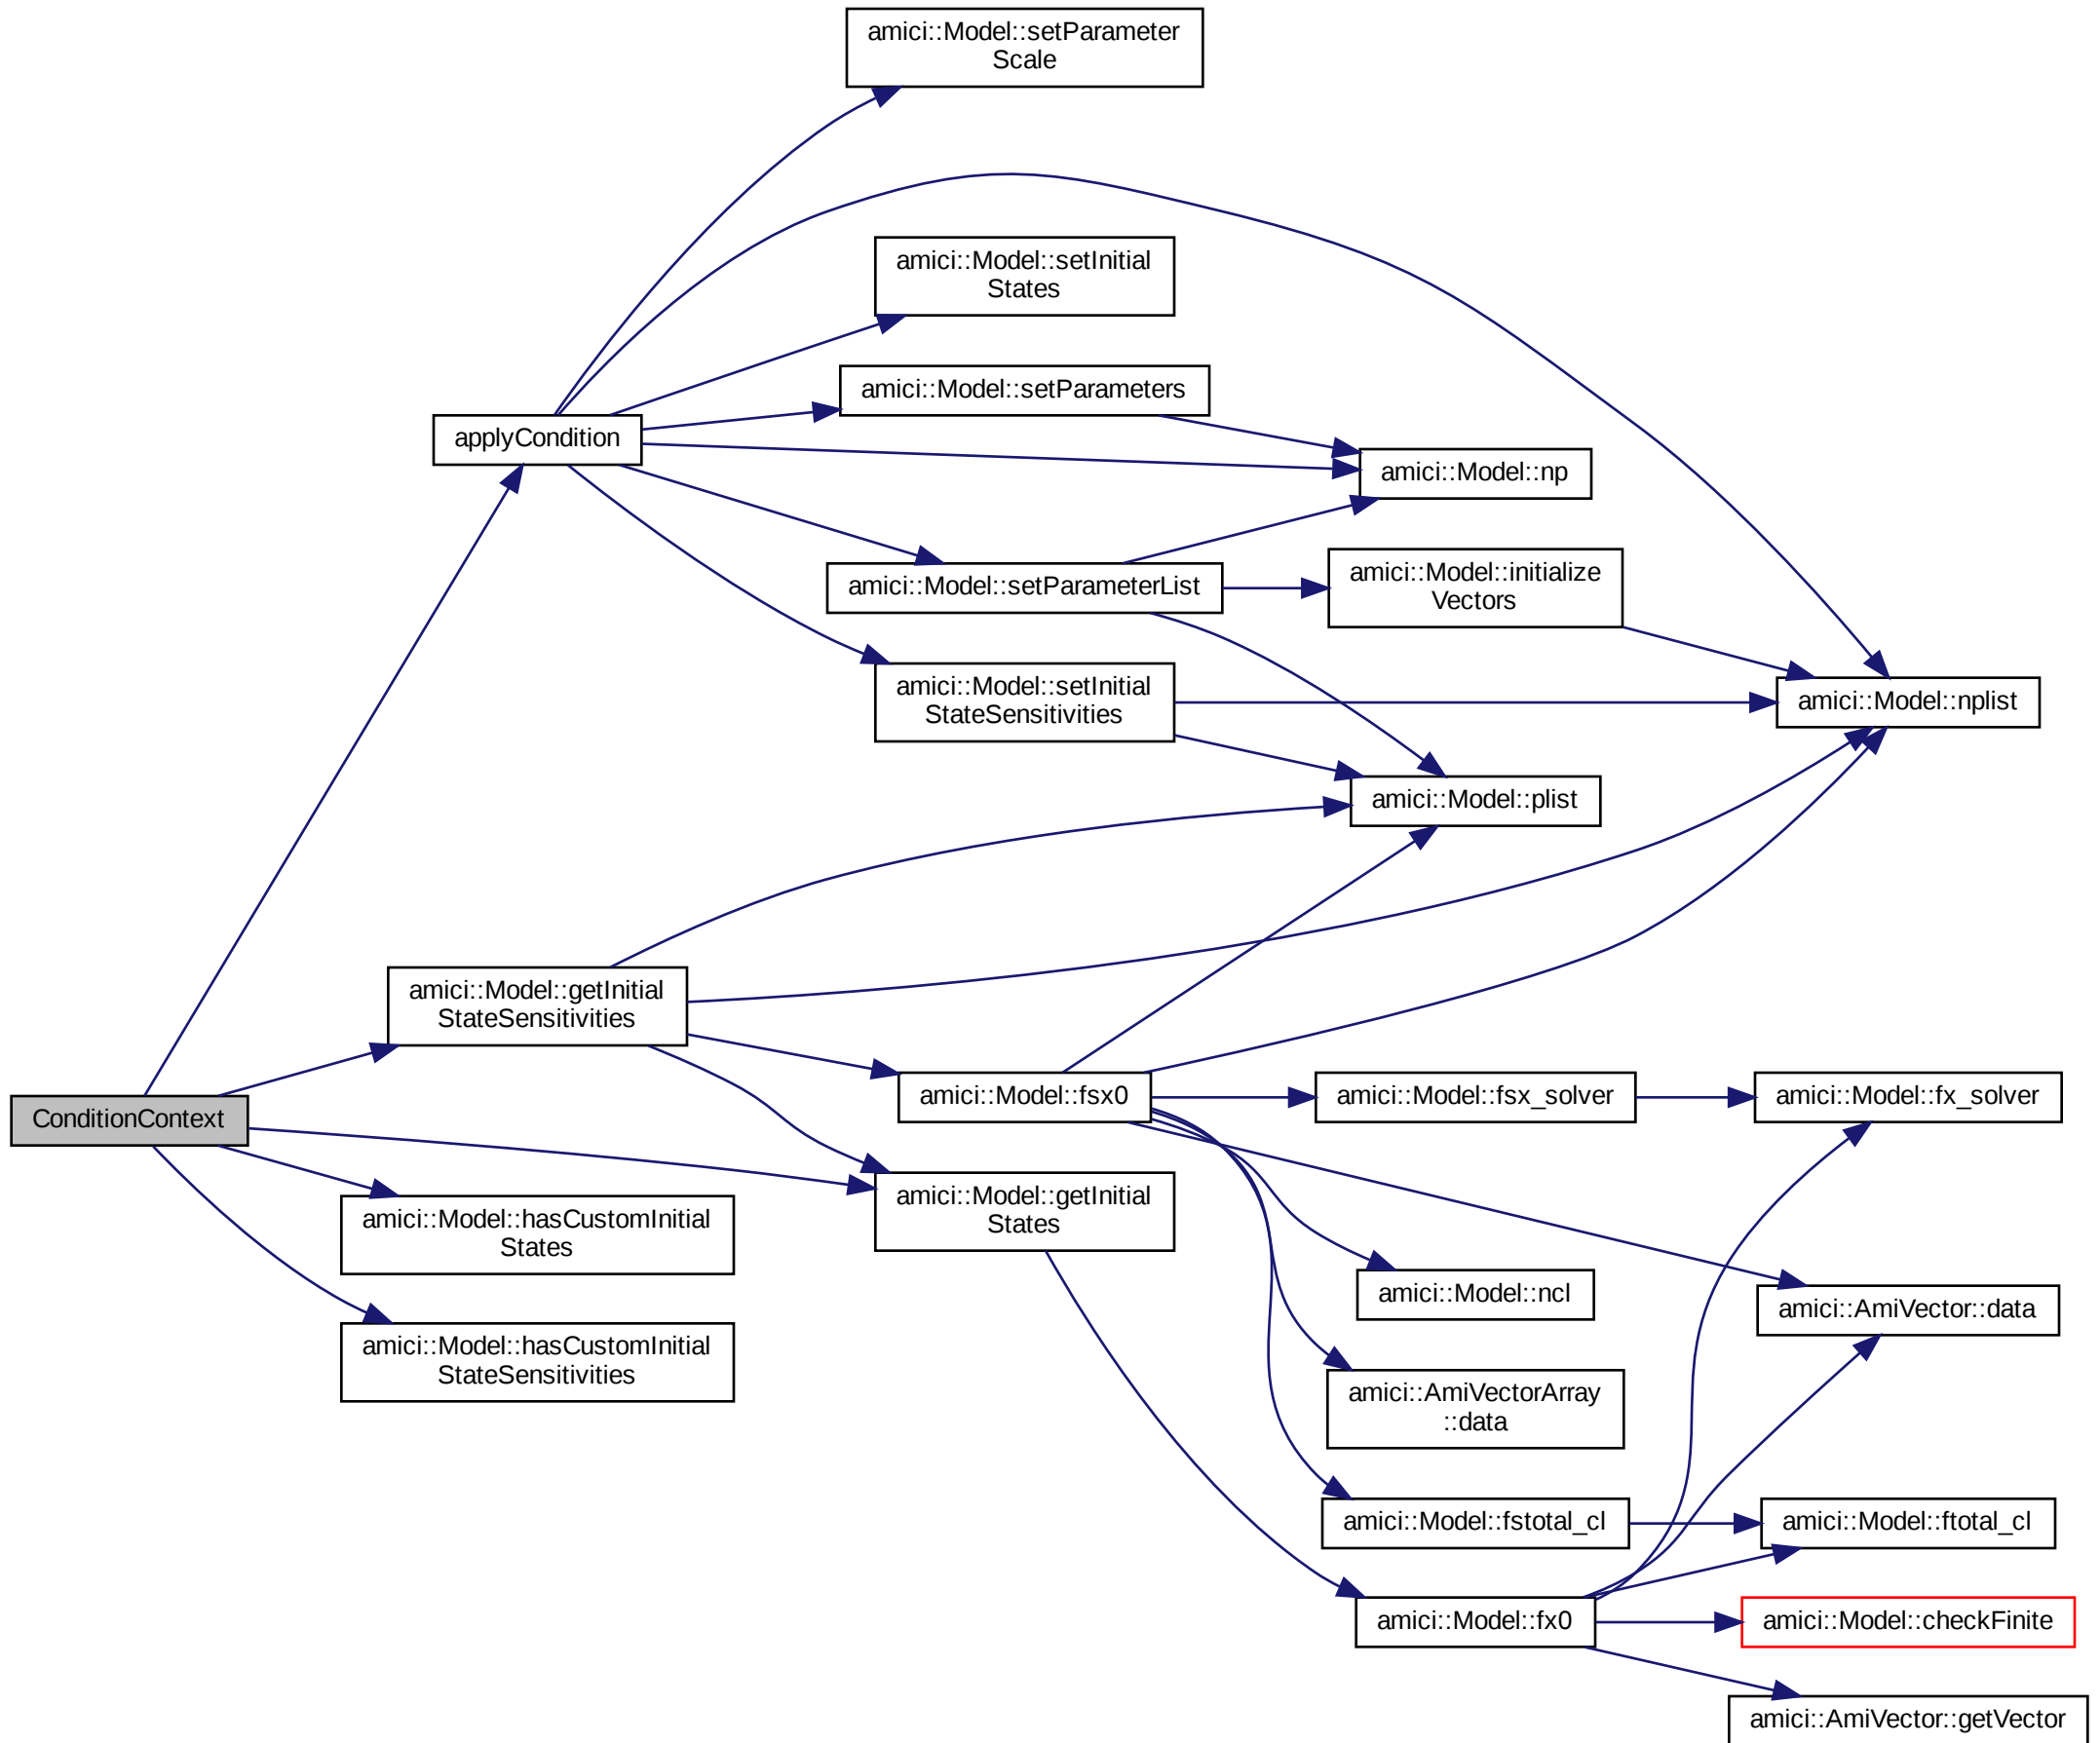 amici::Model::setParameter
Scale
amici::Model::setInitial
States
amici::Model::setParameters
applyCondition
amici::Model::np
amici::Model::setParameterList
amici::Model::initialize
Vectors
amici::Model::setInitial
StateSensitivities
amici::Model::nplist
amici::Model::plist
amici::Model::getInitial
StateSensitivities
ConditionContext
amici::Model::fsx0
amici::Model::fsx_solver
amici::Model::fx_solver
amici::Model::getInitial
States
amici::Model::hasCustomInitial
States
amici::Model::ncl
amici::AmiVector::data
amici::Model::hasCustomInitial
StateSensitivities
amici::AmiVectorArray
::data
amici::Model::fstotal_cl
amici::Model::ftotal_cl
amici::Model::fx0
amici::Model::checkFinite
amici::AmiVector::getVector